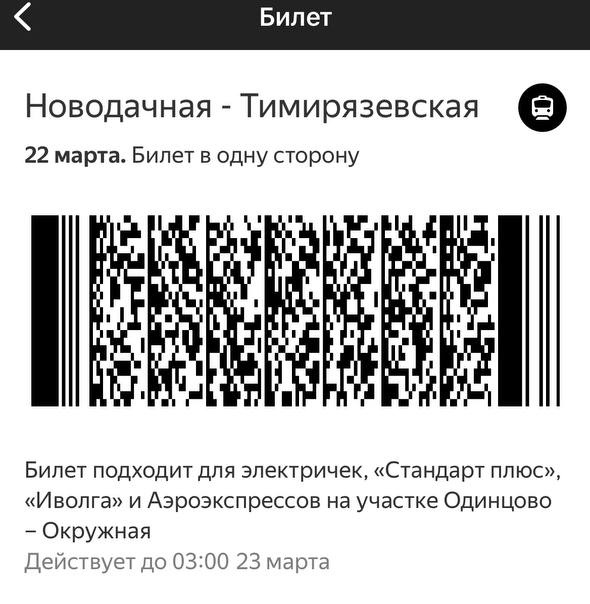 Билет
Новодачная - Тимирязевская
22 марта. Билет в одну сторону
Билет подходит для электричек, «Стандарт плюс»,
«Иволга» и Аэроэкспрессов на участке Одинцово
– Окружная
Действует до 03:00 23 марта